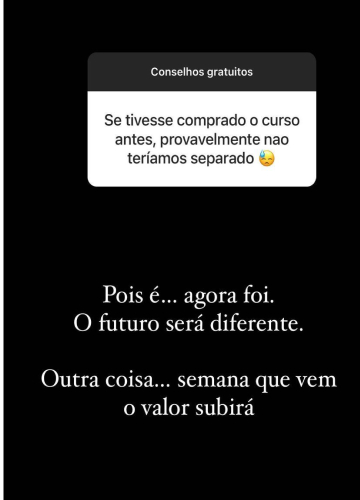 Conselhos gratuitos
Se tivesse comprado o curso
antes, provavelmente nao
teríamos separado 😓
Pois é... agora foi.
O futuro será diferente.
Outra coisa... semana que vem
o valor subirá